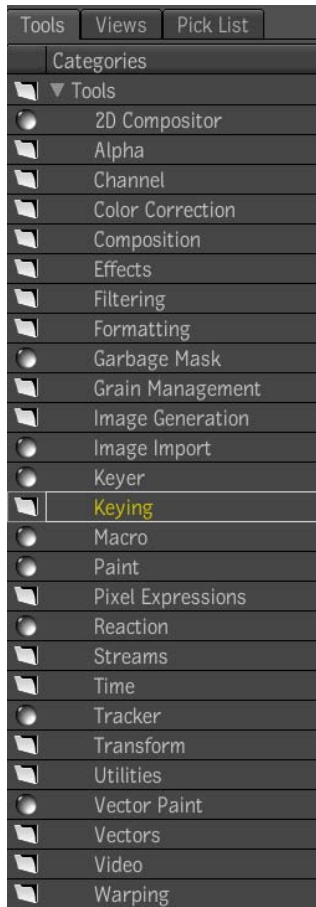 Tools Views Pick List
Categories
Tools
2D Compositor
Alpha
Channel
Color Correction
Composition
Effects
Filtering
Formatting
Garbage Mask
Grain Management
Image Generation
Image Import
Keyer
Keying
Macro
Paint
Pixel Expressions
Reaction
Streams
Time
Tracker
Transform
Utilities
Vector Paint
Vectors
Video
Warping